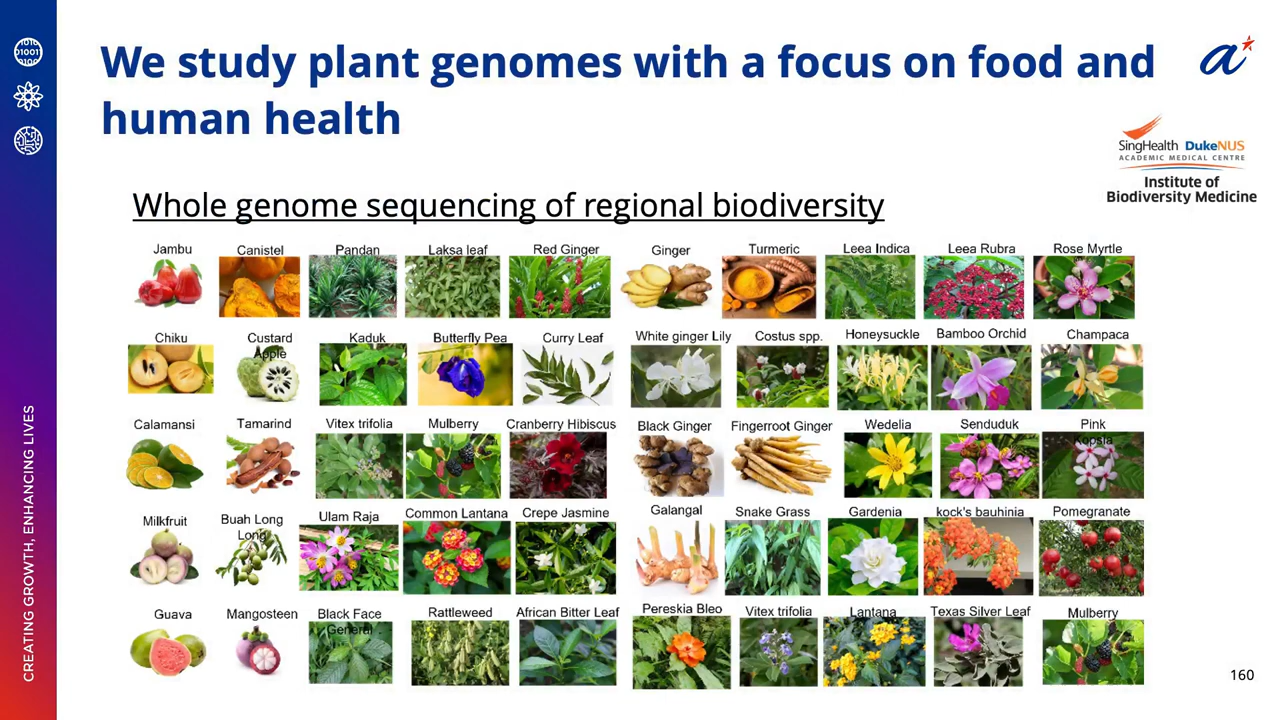 We study plant genomes with a focus on food and
human health
SingHealth DukeNUS
ACADEMIC MEDICAL CENTRE
Institute of
Biodiversity Medicine
Whole genome sequencing of regional biodiversity
Jambu Canistel Pandan Laksa leaf Red Ginger Ginger Turmeric Leea Indica Leea Rubra Rose Myrtle
Chiku Custard Apple Kaduk Butterfly Pea Curry Leaf White ginger Lily Costus spp. Honeysuckle Bamboo Orchid Champaca
Calamansi Tamarind Vitex trifolia Mulberry Cranberry Hibiscus Black Ginger Fingerroot Ginger Wedelia Senduduk Pink Kopsia
Milkfruit Buah Long Long Ulam Raja Common Lantana Crepe Jasmine Galangal Snake Grass Gardenia kock's bauhinia Pomegranate
Guava Mangosteen Black Face General . Rattleweed African Bitter Leaf Pereskia Bleo Vitex trifolia Lantana Texas Silver Leaf Mulberry
CREATING GROWTH, ENHANCING LIVES
160